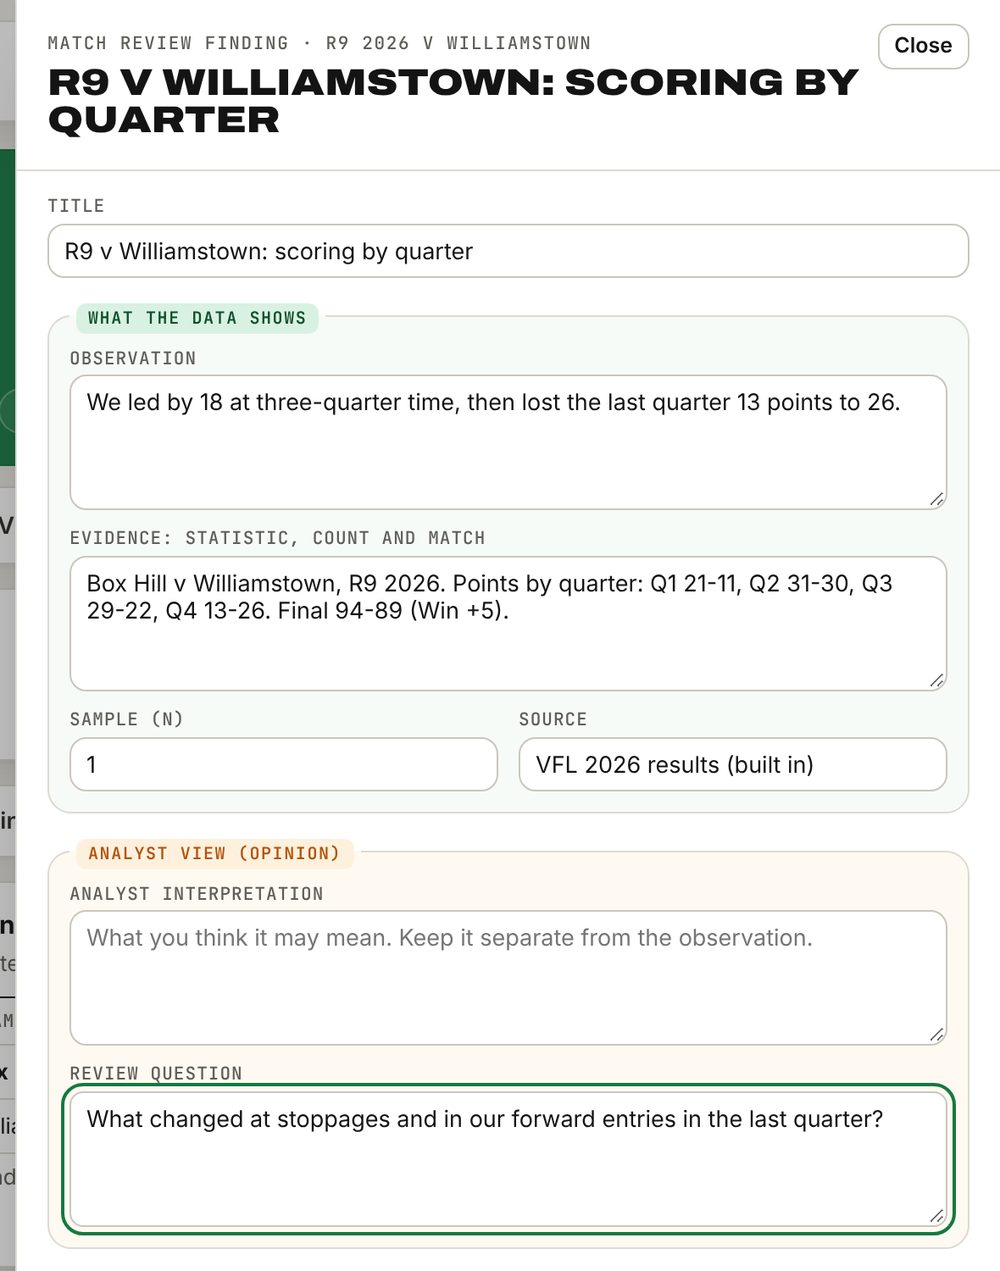 MATCH REVIEW FINDING · R9 2026 V WILLIAMSTOWN
Close
R9 V WILLIAMSTOWN: SCORING BY
QUARTER
TITLE
R9 v Williamstown: scoring by quarter
WHAT THE DATA SHOWS
OBSERVATION
We led by 18 at three-quarter time, then lost the last quarter 13 points to 26.
EVIDENCE: STATISTIC, COUNT AND MATCH
Box Hill v Williamstown, R9 2026. Points by quarter: Q1 21-11, Q2 31-30, Q3
29-22, Q4 13-26. Final 94-89 (Win +5).
SAMPLE (N)
SOURCE
1
VFL 2026 results (built in)
ANALYST VIEW (OPINION)
ANALYST INTERPRETATION
What you think it may mean. Keep it separate from the observation.
REVIEW QUESTION
What changed at stoppages and in our forward entries in the last quarter?